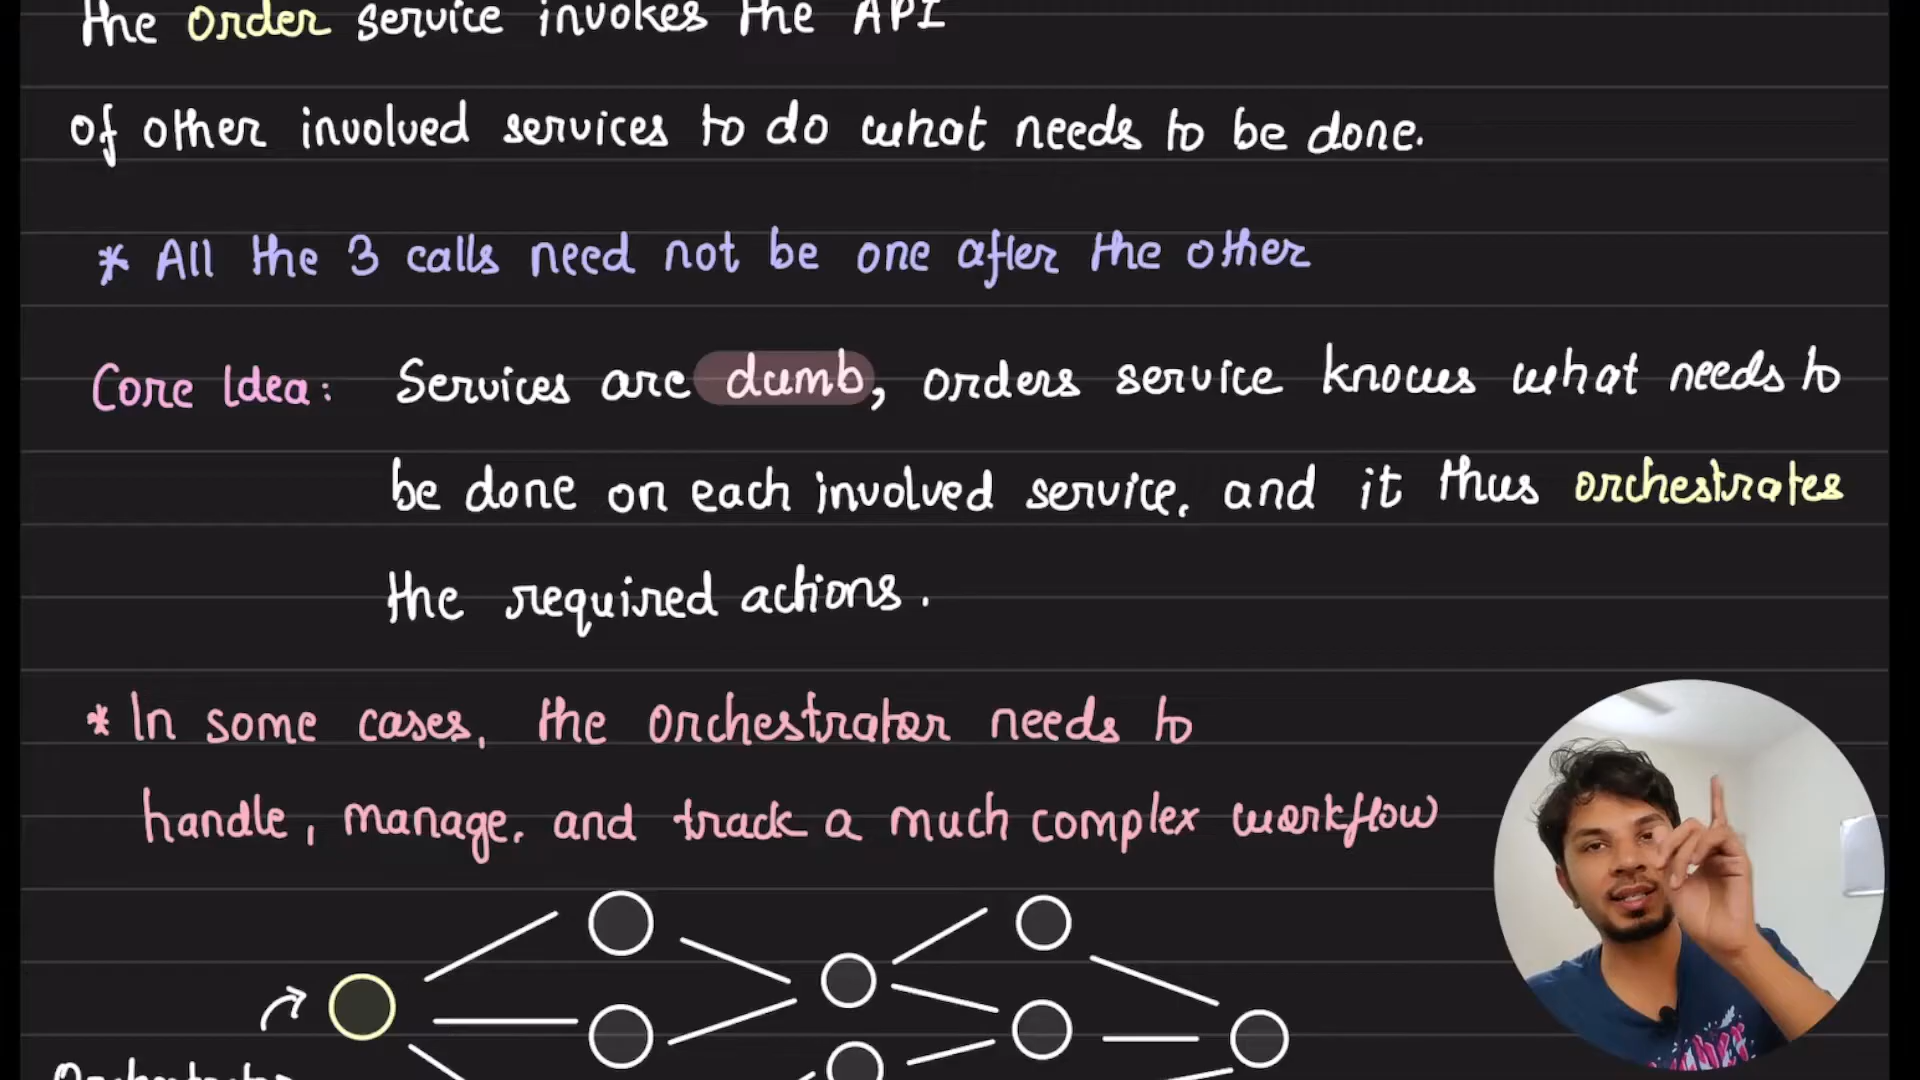 The Order service invokes the API
of other involved services to do what needs to be done.
* All the 3 calls need not be one after the other
Core Idea: Services are dumb, orders service knows what needs to
be done on each involved service, and it thus orchestrates
the required actions.
* In some cases, the orchestrator needs to
handle, manage, and track a much complex workflow
Orchestrator